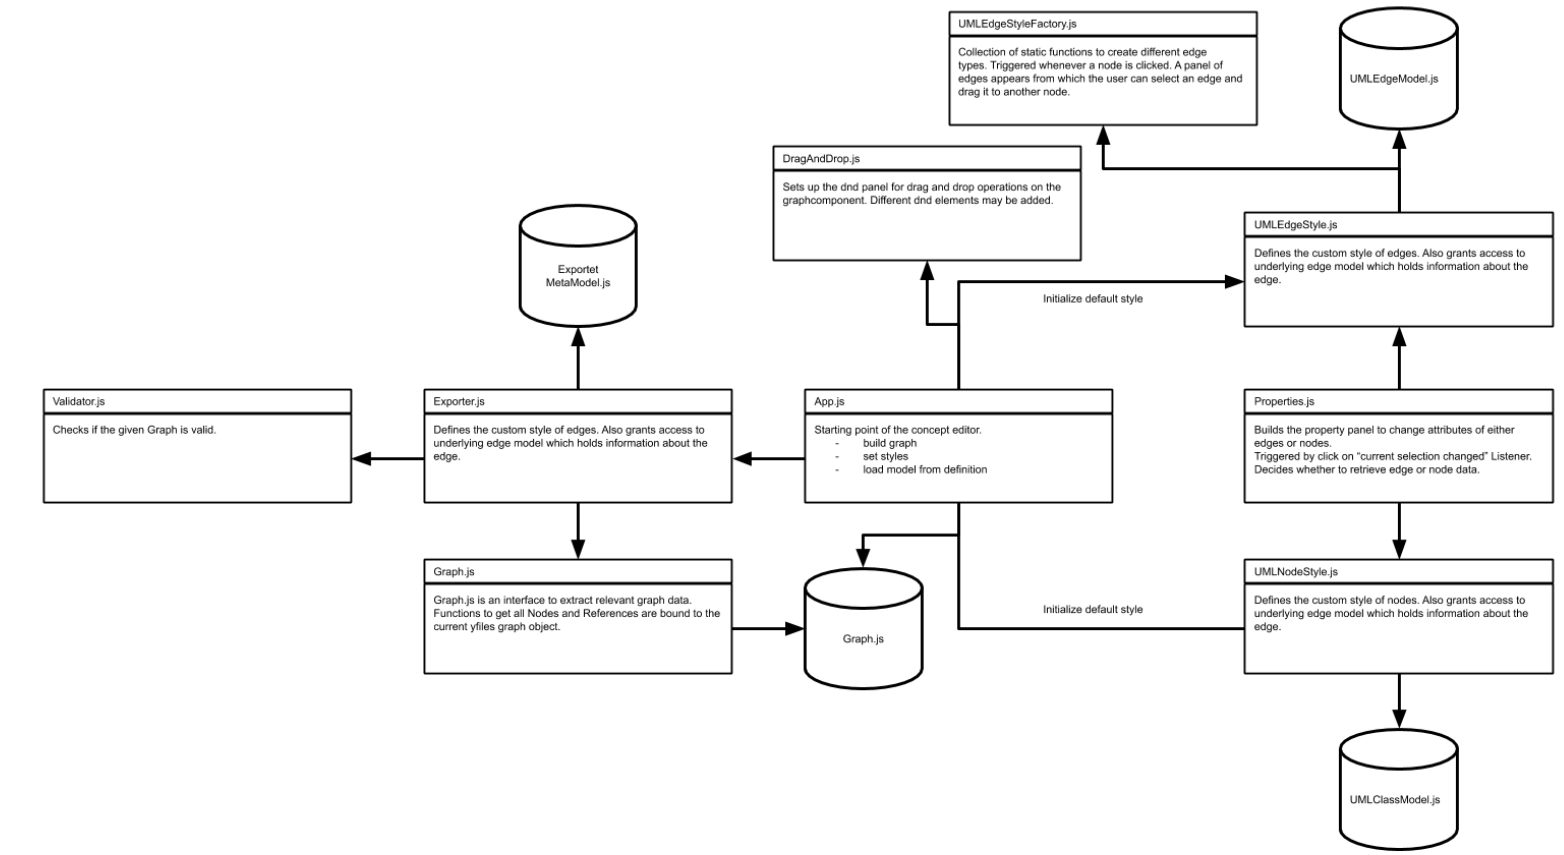 UMLEdgeStyleFactory.js
Collection of static functions to create different edge
types. Triggered whenever a node is clicked. A panel of
edges appears from which the user can select an edge and
drag it to another node.
UMLEdgeModel.js
DragAndDrop.js
Sets up the dnd panel for drag and drop operations on the
graphcomponent. Different dnd elements may be added.
UMLEdgeStyle.js
Defines the custom style of edges. Also grants access to
underlying edge model which holds information about the
edge.
Exportet
MetaModel.js
Initialize default style
Validator.js
Checks if the given Graph is valid.
Exporter.js
Defines the custom style of edges. Also grants access to
underlying edge model which holds information about the
edge.
App.js
Starting point of the concept editor.
- build graph
- set styles
- load model from definition
Properties.js
Builds the property panel to change attributes of either
edges or nodes.
Triggered by click on “current selection changed” Listener.
Decides whether to retrieve edge or node data.
Graph.js
Graph.js is an interface to extract relevant graph data.
Functions to get all Nodes and References are bound to the
current yfiles graph object.
Graph.js
Initialize default style
UMLNodeStyle.js
Defines the custom style of nodes. Also grants access to
underlying edge model which holds information about the
edge.
UMLClassModel.js